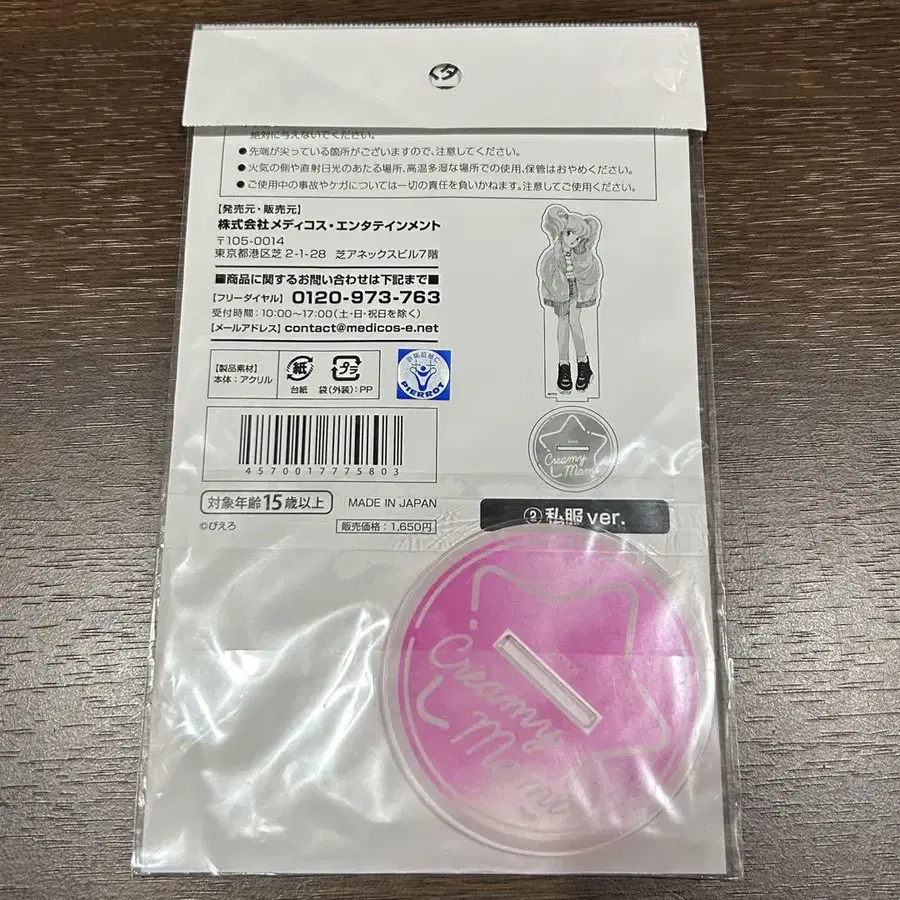 絶対に与えないでください。
●先端が尖っている箇所がございますので、注意してください。
●火気の側や直射日光のあたる場所、高温多湿な場所での使用、保管はおやめください。
●ご使用中の事故やケガについては一切の責任を負いかねます。注意してご使用ください。
【発売元・販売元】
株式会社メディコス・エンタテインメント
〒105-0014
東京都港区芝2-1-28 芝アネックスビル7階
■商品に関するお問い合わせは下記まで■
【フリーダイヤル】 0120-973-763
受付時間:10:00〜17:00(土・日・祝日を除く)
【メールアドレス】contact@medicos-e.net
【製品素材】
本体:アクリル
紙
台紙
プラ
袋(外装):PP
PIERROT
4570017775803
対象年齢15歳以上
MADE IN JAPAN
©ぴえろ
販売価格:1,650円
Creamy
Mami
②私服 ver.
Creamy
Mami